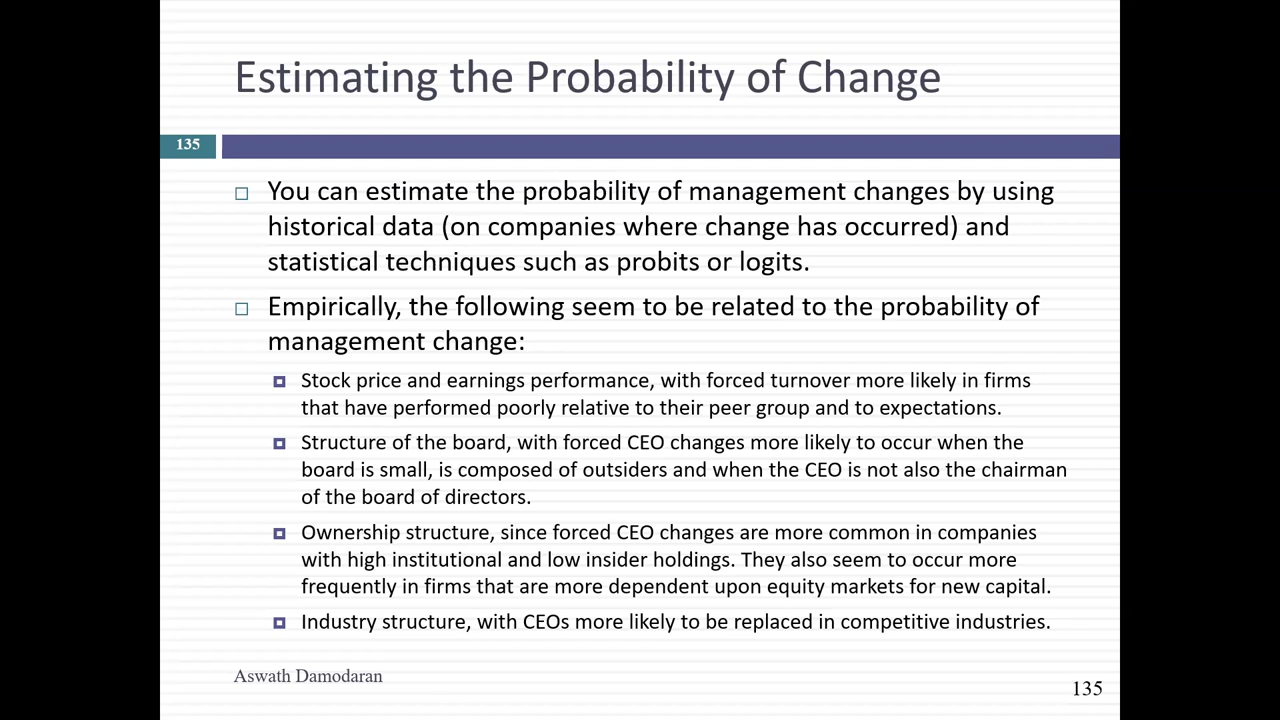 Estimating the Probability of Change
135
You can estimate the probability of management changes by using
historical data (on companies where change has occurred) and
statistical techniques such as probits or logits.
Empirically, the following seem to be related to the probability of
management change:
Stock price and earnings performance, with forced turnover more likely in firms
that have performed poorly relative to their peer group and to expectations.
Structure of the board, with forced CEO changes more likely to occur when the
board is small, is composed of outsiders and when the CEO is not also the chairman
of the board of directors.
Ownership structure, since forced CEO changes are more common in companies
with high institutional and low insider holdings. They also seem to occur more
frequently in firms that are more dependent upon equity markets for new capital.
Industry structure, with CEOs more likely to be replaced in competitive industries.
Aswath Damodaran
135